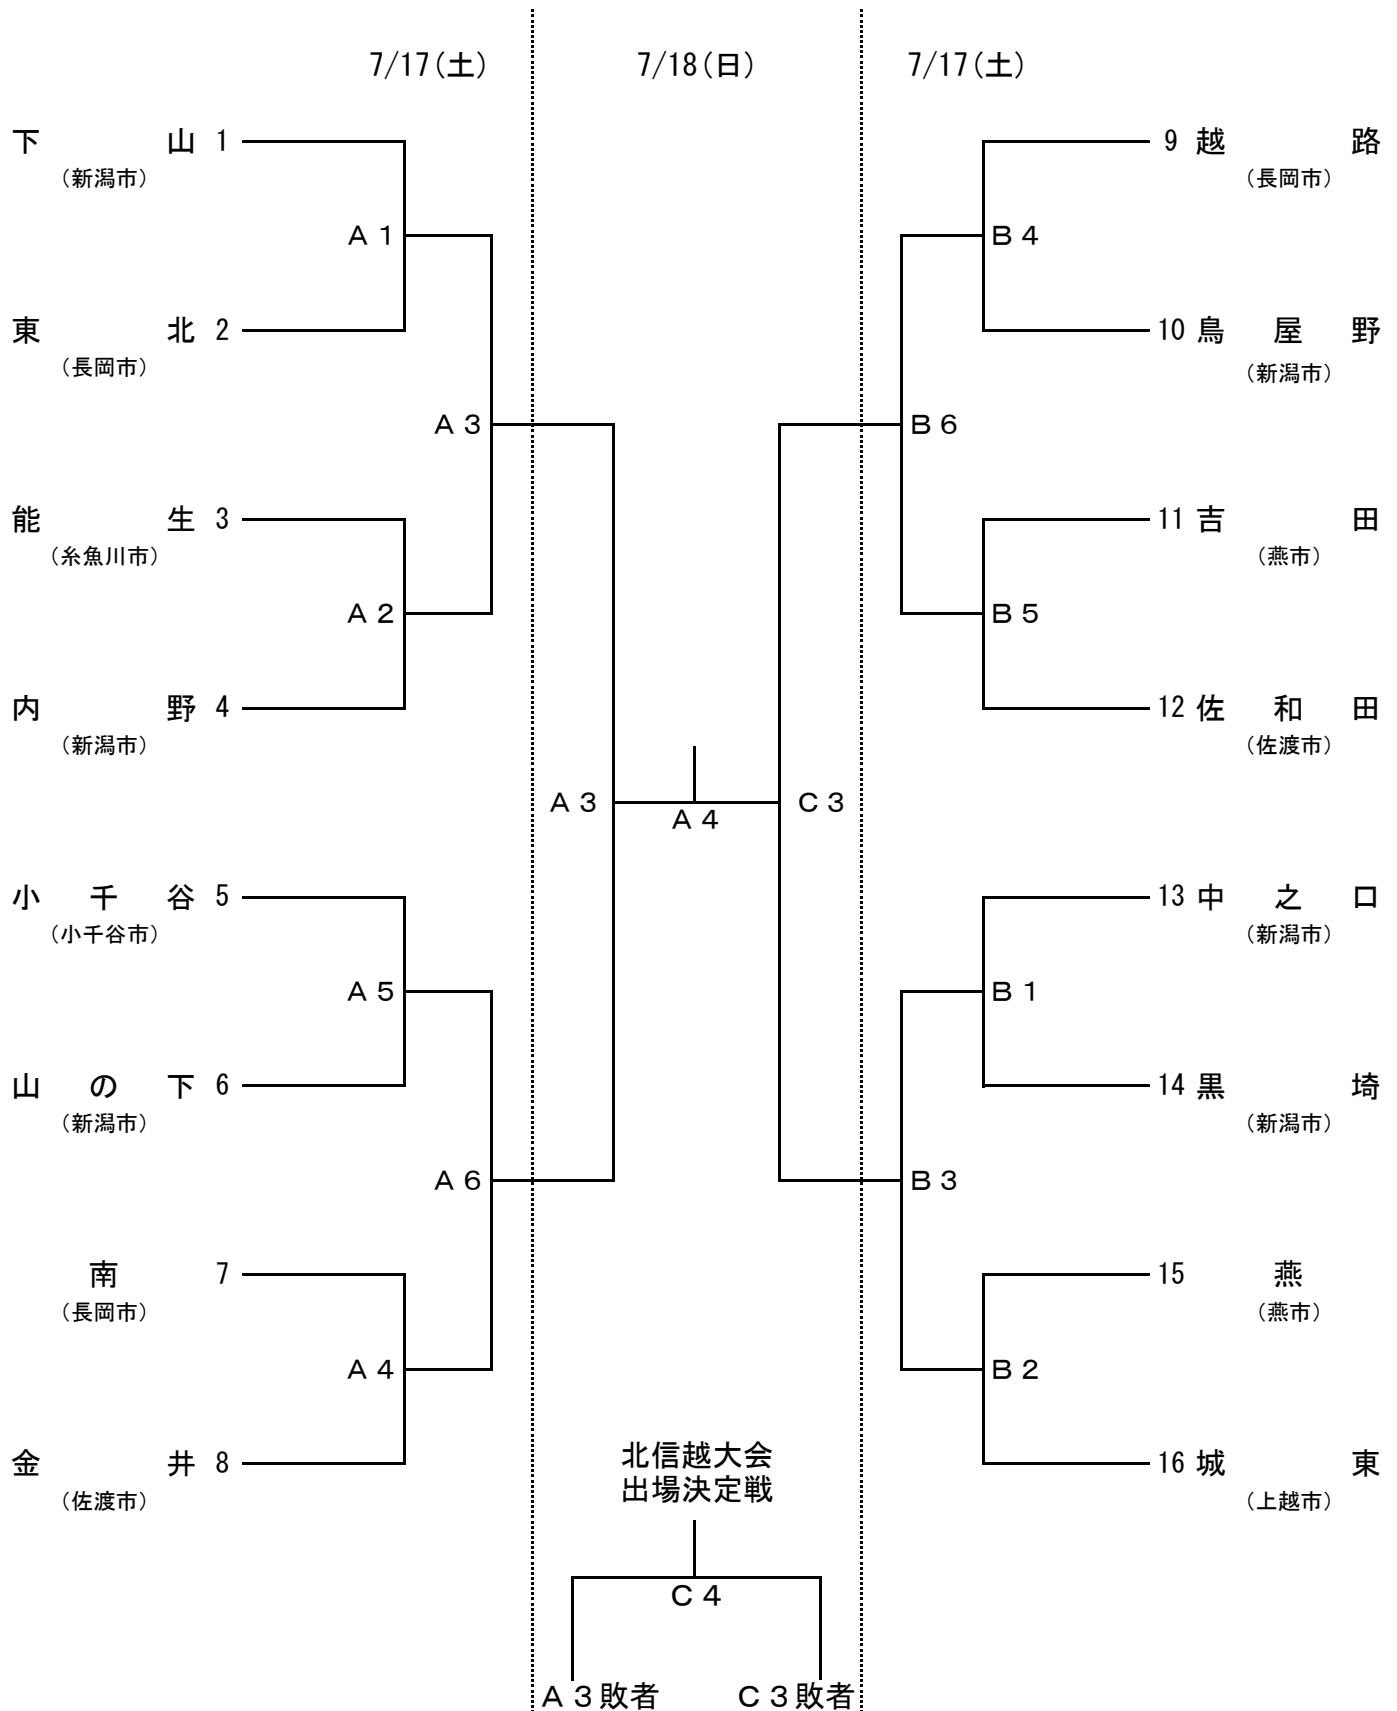 7/17(土) 7/18(日) 7/17(土)
下山 1
(新潟市)
A1
東北 2
(長岡市)
A3
能生 3
(糸魚川市)
A2
内野 4
(新潟市)
小千谷 5
(小千谷市)
A5
山の下 6
(新潟市)
A6
南 7
(長岡市)
A4
金井 8
(佐渡市)
A3
A4
C3
9 越路
(長岡市)
B4
10 鳥屋野
(新潟市)
B6
11 吉田
(燕市)
B5
12 佐和田
(佐渡市)
13 中之口
(新潟市)
B1
14 黒埼
(新潟市)
B3
15 燕
(燕市)
B2
16 城東
(上越市)
北信越大会
出場決定戦
C4
A3敗者 C3敗者